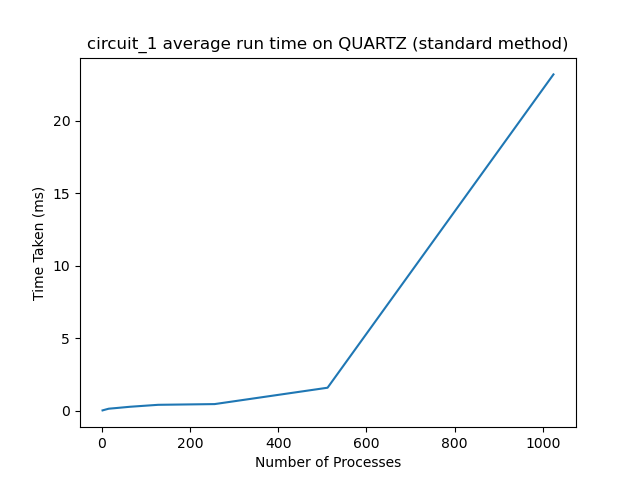 circuit_1 average run time on QUARTZ (standard method)
Time Taken (ms)
20
15
10
5
0
0 200 400 600 800 1000
Number of Processes